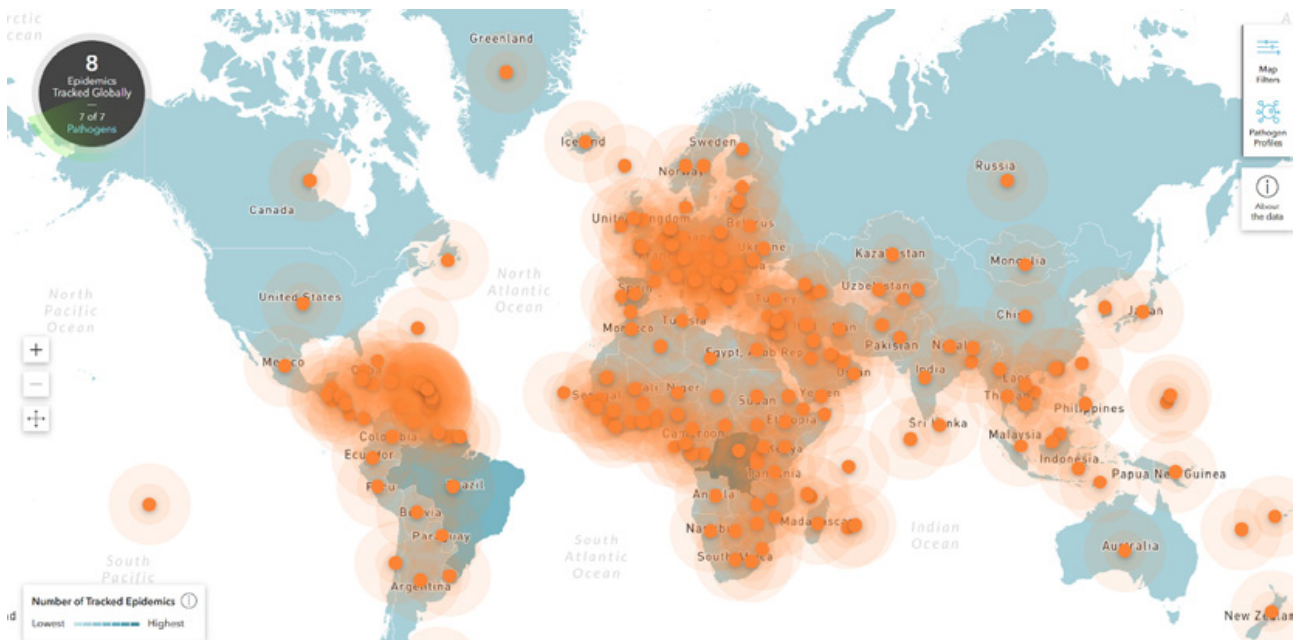 Greenland
8
Epidemics
Tracked Globally
7 of 7
Pathogens
Map
Filters
Pathogen
Profiles
About
the data
Iceland
Sweden
Norway
Russia
Canada
United Kingdom
Belarus
Ukraine
Kazakhstan
Mongolia
North
Atlantic
Ocean
North
Pacific
Ocean
United States
Spain
Turkey
Uzbekistan
China
Japan
Tunisia
Morocco
Iran
Pakistan
Nepal
Mexico
Cuba
Egypt, Arab Rep
Oman
India
Laos
Senegal
Mali
Niger
Sudan
Yemen
Thailand
Philippines
Colombia
Cameroon
Ethiopia
Sri Lanka
Malaysia
Ecuador
Kenya
Indonesia
Papua New Guinea
Peru
Brazil
Tanzania
Angola
Bolivia
Madagascar
Indian
Ocean
Paraguay
Namibia
South
Atlantic
Ocean
Australia
South
Pacific
South Africa
Argentina
Number of Tracked Epidemics
Lowest
Highest
New Zealan